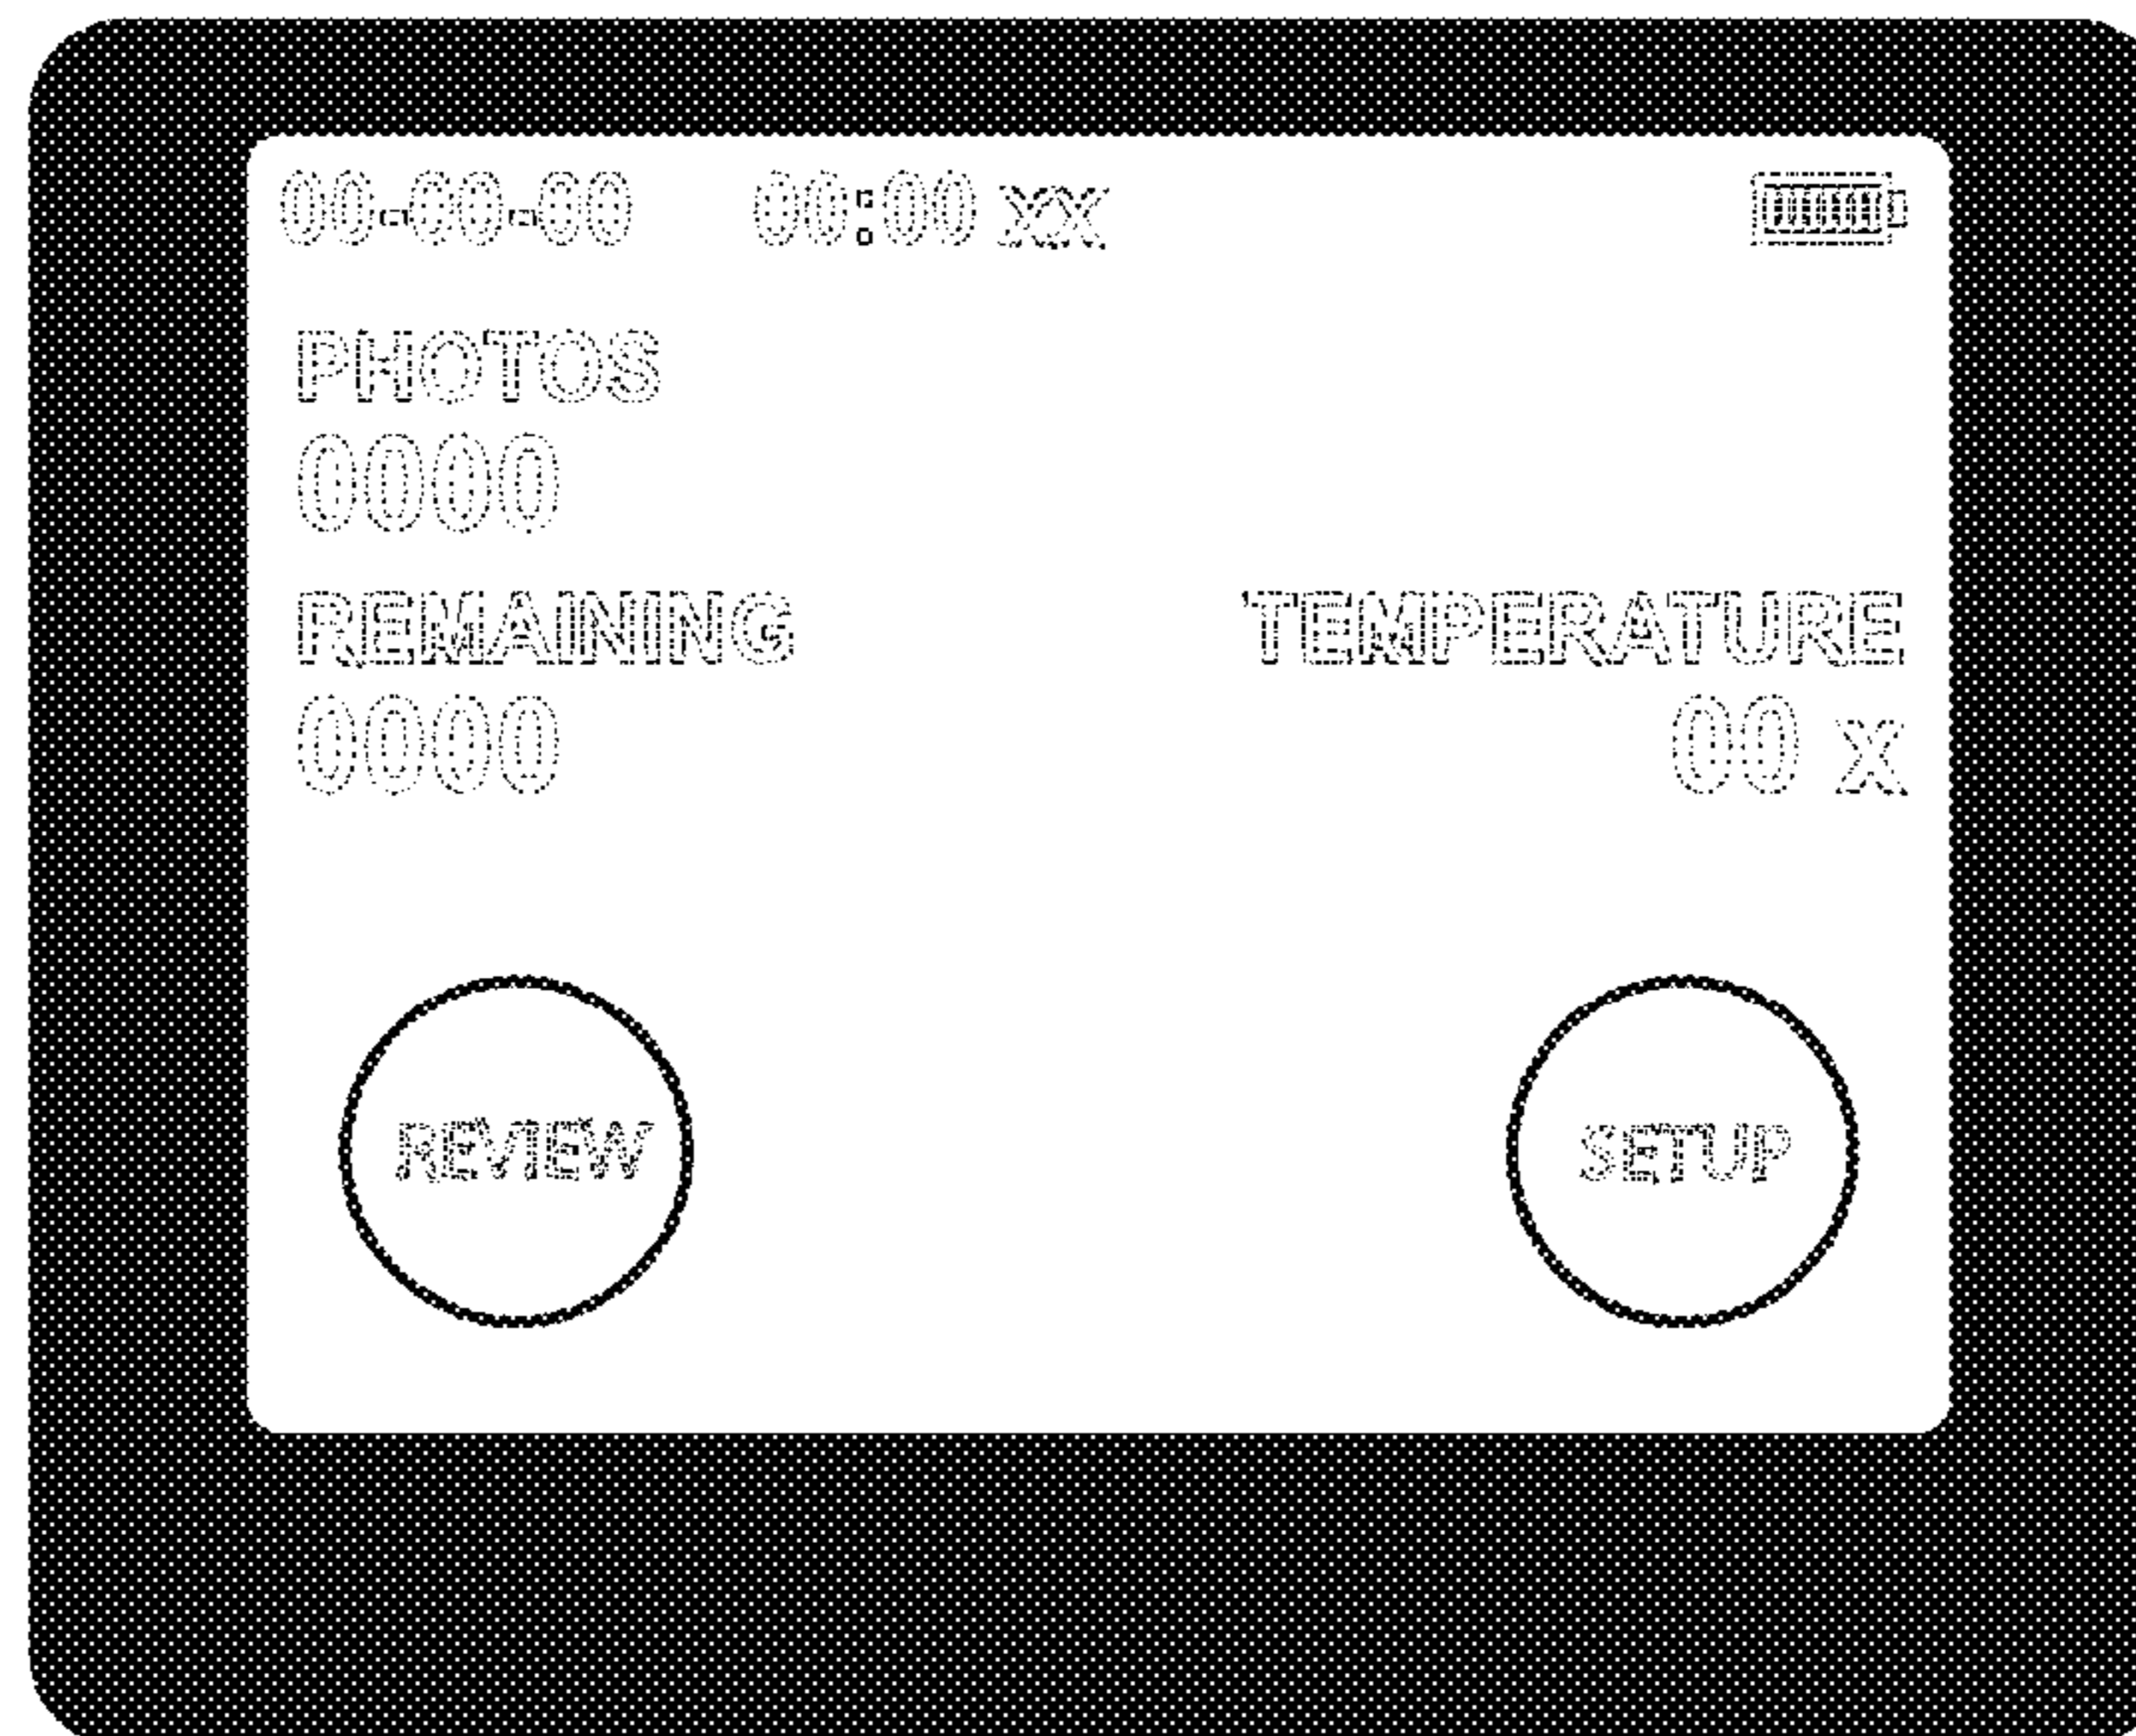 00-00-00 00:00 xx
PHOTOS
0000
REMAINING TEMPERATURE
0000 00 x
REVIEW SETUP